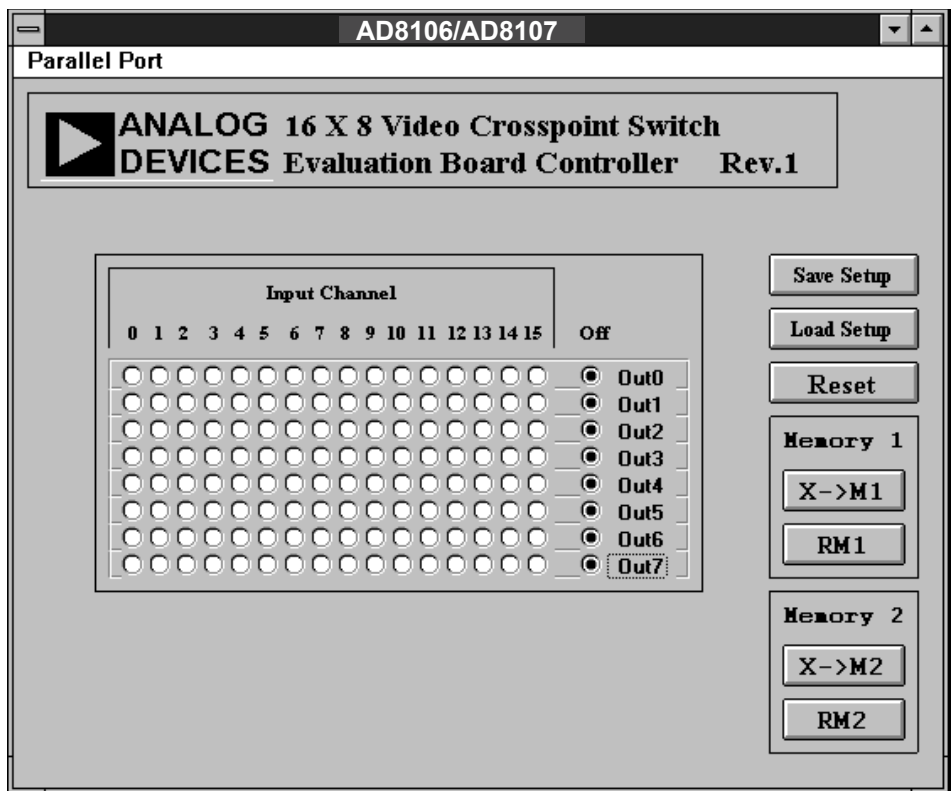 AD8106/AD8107
Parallel Port
ANALOG DEVICES
16 X 8 Video Crosspoint Switch
Evaluation Board Controller Rev.1
Input Channel
0 1 2 3 4 5 6 7 8 9 10 11 12 13 14 15 Off
Out0
Out1
Out2
Out3
Out4
Out5
Out6
Out7
Save Setup
Load Setup
Reset
Memory 1
X->M1
RM1
Memory 2
X->M2
RM2